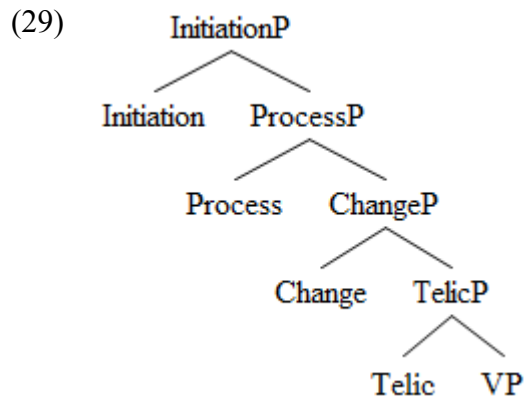 (29) InitiationP
Initiation ProcessP
Process ChangeP
Change TelicP
Telic VP